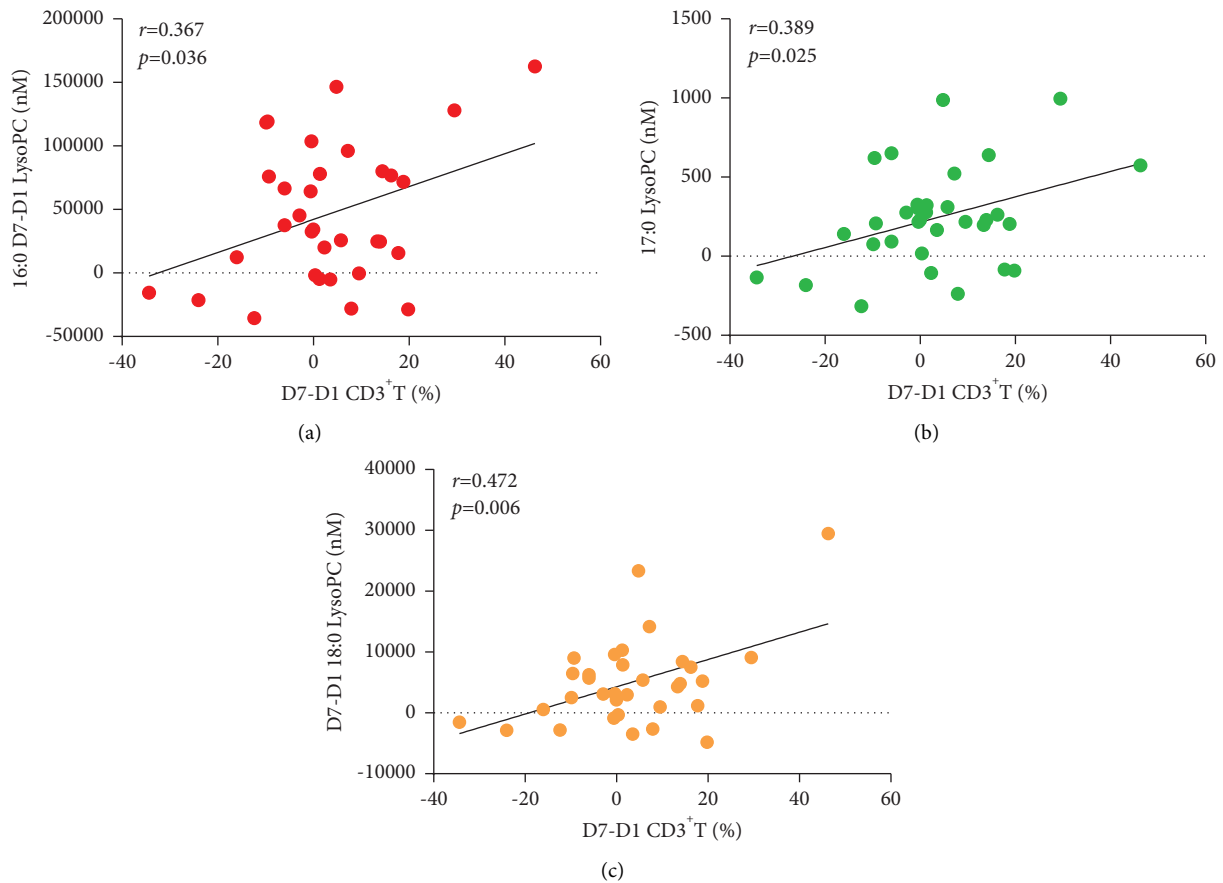 r=0.367
p=0.036
16:0 D7-D1 LysoPC (nM)
200000
150000
100000
50000
0
-50000
-40
-20
0
20
40
60
D7-D1 CD3⁺T (%)
(a)
r=0.389
p=0.025
17:0 LysoPC (nM)
1500
1000
500
0
-500
-40
-20
0
20
40
60
D7-D1 CD3⁺T (%)
(b)
r=0.472
p=0.006
D7-D1 18:0 LysoPC (nM)
40000
30000
20000
10000
0
-10000
-40
-20
0
20
40
60
D7-D1 CD3⁺T (%)
(c)